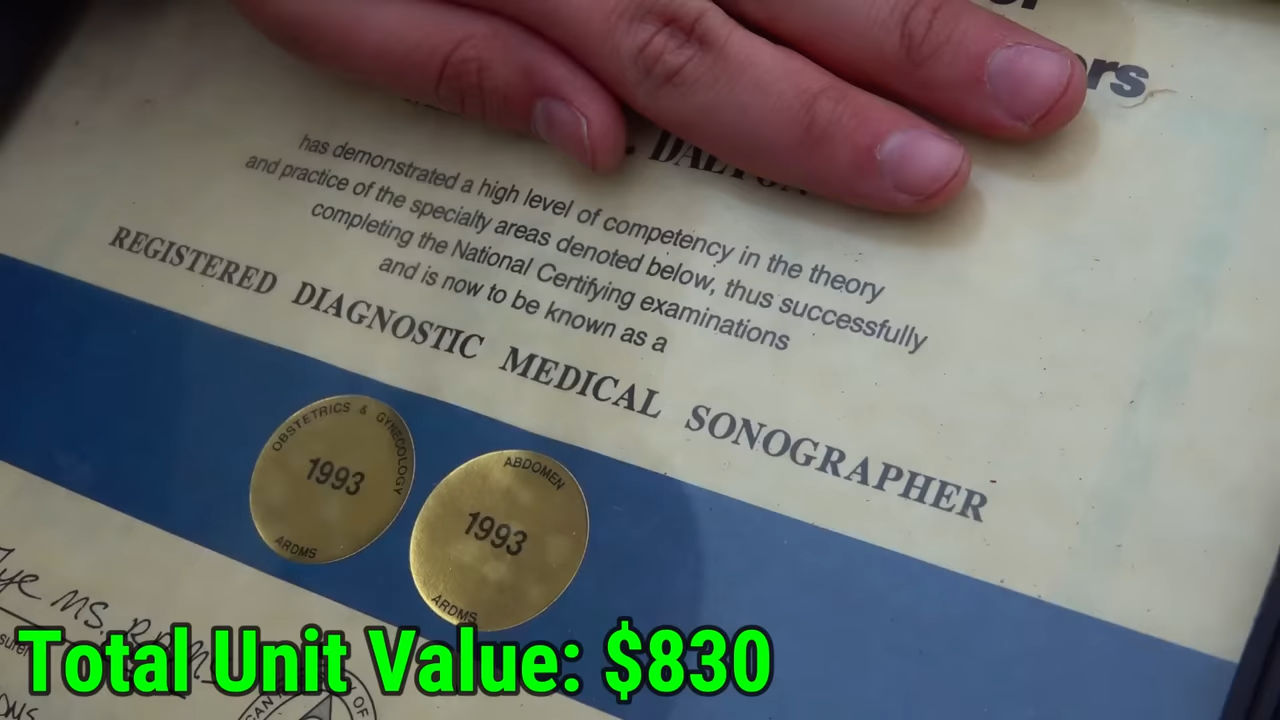 DALTON
has demonstrated a high level of competency in the theory
and practice of the specialty areas denoted below, thus successfully
completing the National Certifying examinations
and is now to be known as a
REGISTERED DIAGNOSTIC MEDICAL SONOGRAPHER
OBSTETRICS & GYNECOLOGY
1993
ARDMS
ABDOMEN
1993
ARDMS
MS,
Total Unit Value: $830